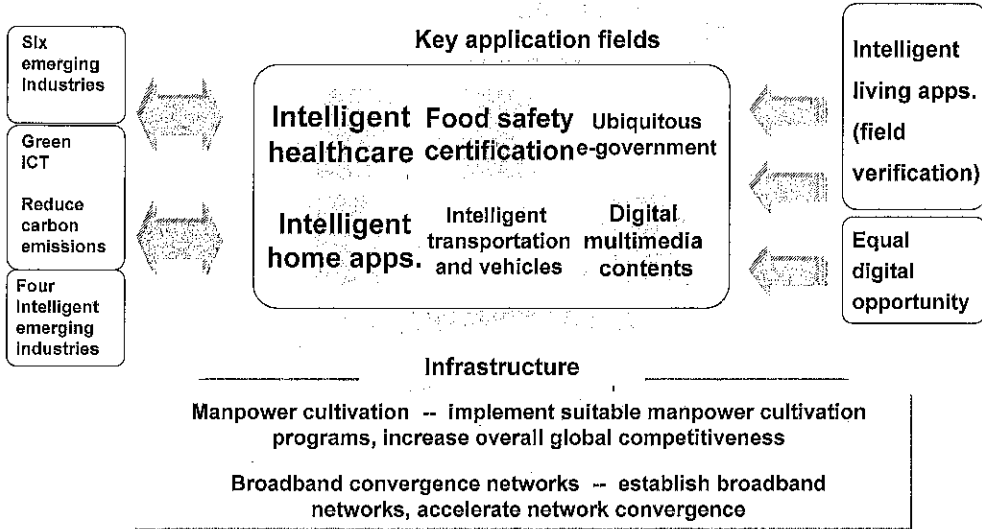 Six
emerging
industries
Green
ICT
Reduce
carbon
emissions
Four
Intelligent
emerging
industries
Key application fields
Intelligent
healthcare
Food safety
certification
Ubiquitous
e-government
Intelligent
home apps.
Intelligent
transportation
and vehicles
Digital
multimedia
contents
Intelligent
living apps.
(field
verification)
Equal
digital
opportunity
Infrastructure
Manpower cultivation -- implement suitable manpower cultivation
programs, increase overall global competitiveness
Broadband convergence networks -- establish broadband
networks, accelerate network convergence